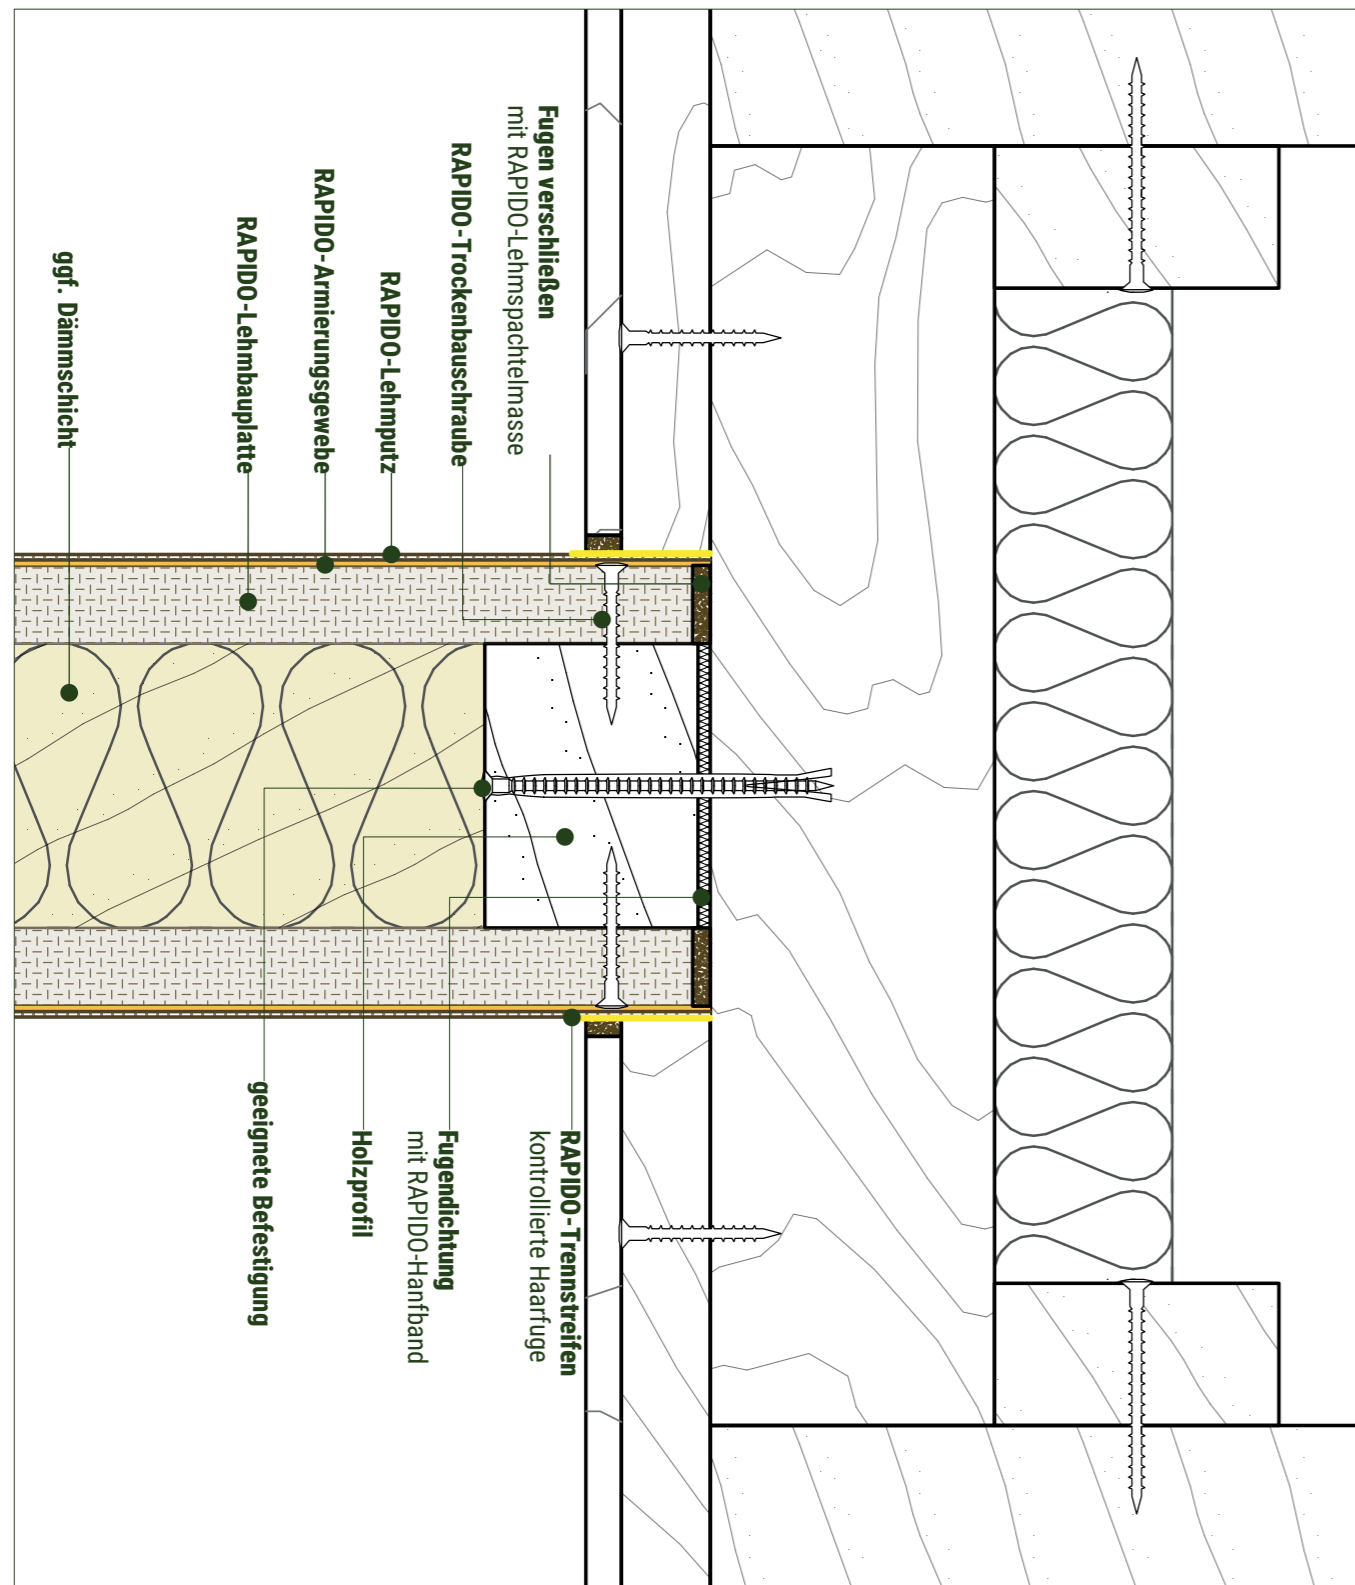 Fugen verschließen
mit RAPIDO-Lehmspachtelmasse
RAPIDO-Trockenbauschraube
RAPIDO-Lehmputz
RAPIDO-Armierungsgewebe
RAPIDO-Lehmbauplatte
ggf. Dämmschicht
RAPIDO-Trennstreifen
kontrollierte Haarfuge
Fugendichtung
mit RAPIDO-Hanfband
Holzprofil
geeignete Befestigung